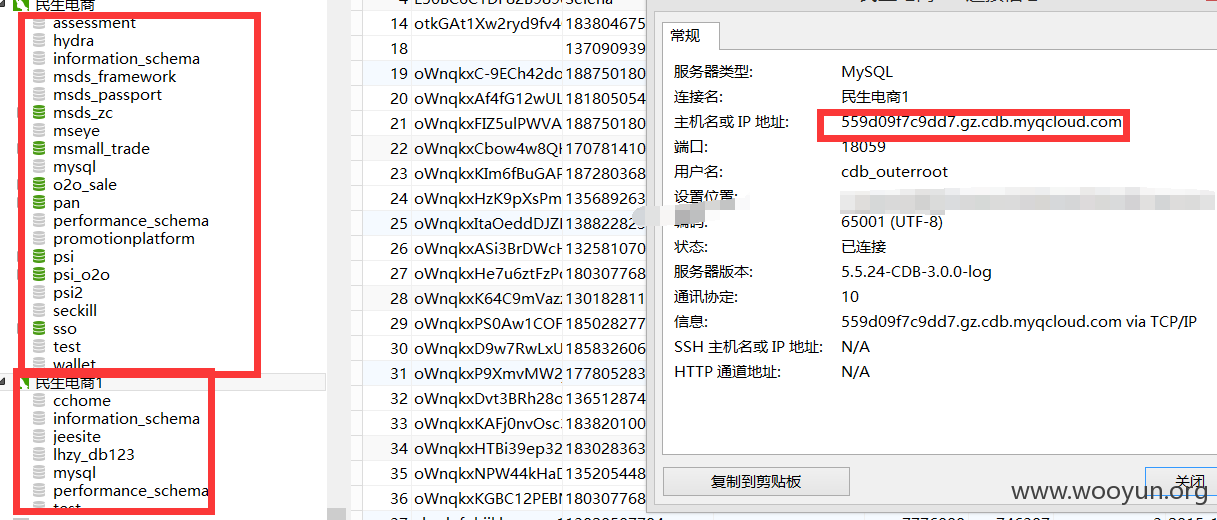 民生电商
assessment
hydra
information_schema
msds_framework
msds_passport
msds_zc
mseye
msmall_trade
mysql
o2o_sale
pan
performance_schema
promotionplatform
psi
psi_o2o
psi2
seckill
sso
test
wallet
民生电商1
cchome
information_schema
jeesite
lhzy_db123
mysql
performance_schema
test
14 otkGAt1Xw2ryd9fv4 183804675
18 137090939
19 oWnqkxC-9ECh42do 188750180
20 oWnqkxAf4fG12wUL 181805054
21 oWnqkxFIZ5ulPWVA 188750180
22 oWnqkxCbow4w8QH 170781410
23 oWnqkxKIm6fBuGAF 187280368
24 oWnqkxHzK9pXsPm 135689263
25 oWnqkxItaOeddDJZI 138822825
26 oWnqkxASi3BrDWcH 132581070
27 oWnqkxHe7u6ztFzPo 180307768
28 oWnqkxK64C9mVaz 130182811
29 oWnqkxPS0Aw1COF 185028277
30 oWnqkxD9w7RwLxU 185832606
31 oWnqkxP9XmvMW2 177805283
32 oWnqkxDvt3BRh28o 136512874
33 oWnqkxKAFj0nvOsc 183820100
34 oWnqkxHTBi39ep32 183028363
35 oWnqkxNPW44kHaD 135205448
36 oWnqkxKGBC12PEB 180307768
常规
服务器类型: MySQL
连接名: 民生电商1
主机名或 IP 地址: 559d09f7c9dd7.gz.cdb.myqcloud.com
端口: 18059
用户名: cdb_outerroot
设置位置:
编码: 65001 (UTF-8)
状态: 已连接
服务器版本: 5.5.24-CDB-3.0.0-log
通讯协定: 10
信息: 559d09f7c9dd7.gz.cdb.myqcloud.com via TCP/IP
SSH 主机名或 IP 地址: N/A
HTTP 通道地址: N/A
复制到剪贴板
关闭
www.wooyun.org